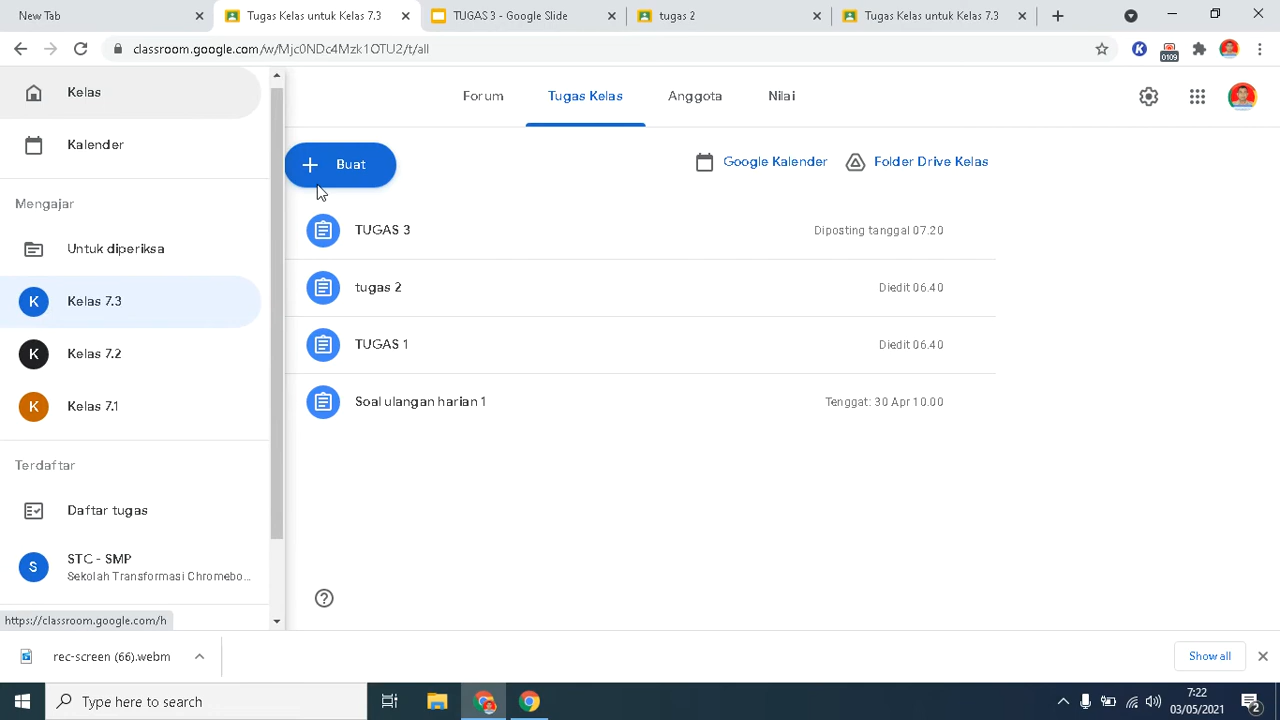 New Tab
Tugas Kelas untuk Kelas 7.3
TUGAS 3 - Google Slide
tugas 2
Tugas Kelas untuk Kelas 7.3
classroom.google.com/w/Mjc0NDc4Mzk1OTU2/t/all
K
0109
Kelas
Kalender
Mengajar
Untuk diperiksa
K Kelas 7.3
K Kelas 7.2
K Kelas 7.1
Terdaftar
Daftar tugas
S STC - SMP
Sekolah Transformasi Chromebo...
https://classroom.google.com/h
Forum Tugas Kelas Anggota Nilai
+ Buat
Google Kalender Folder Drive Kelas
TUGAS 3 Diposting tanggal 07.20
tugas 2 Diedit 06.40
TUGAS 1 Diedit 06.40
Soal ulangan harian 1 Tenggat: 30 Apr 10.00
rec-screen (66).webm
Show all
Type here to search
7:22
03/05/2021
2